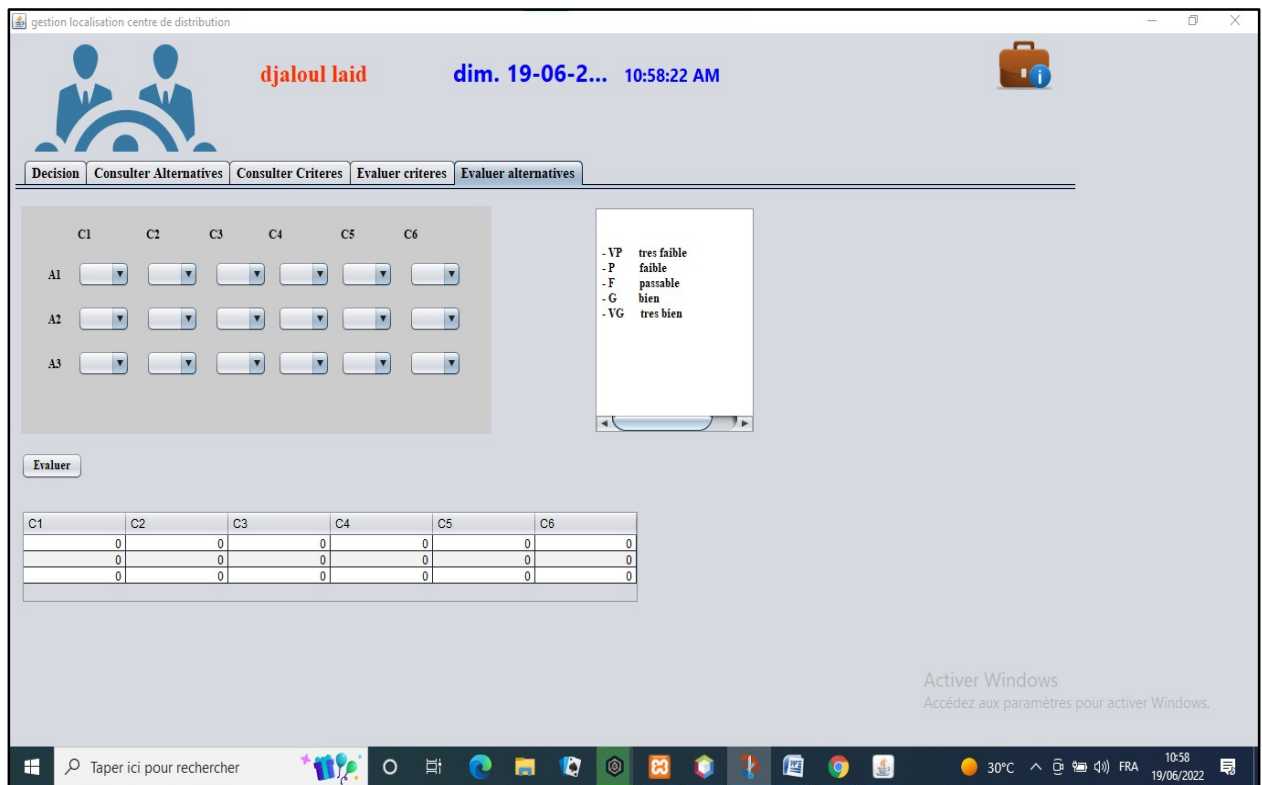 gestion localisation centre de distribution
djaloul laid dim. 19-06-2... 10:58:22 AM
Decision Consulter Alternatives Consulter Criteres Evaluer criteres Evaluer alternatives
C1 C2 C3 C4 C5 C6
A1
A2
A3
- VP tres faible
- P faible
- F passable
- G bien
- VG tres bien
Evaluer
C1 C2 C3 C4 C5 C6
0 0 0 0 0 0
0 0 0 0 0 0
0 0 0 0 0 0
Activer Windows
Accédez aux paramètres pour activer Windows.
Taper ici pour rechercher
30°C
FRA
10:58
19/06/2022